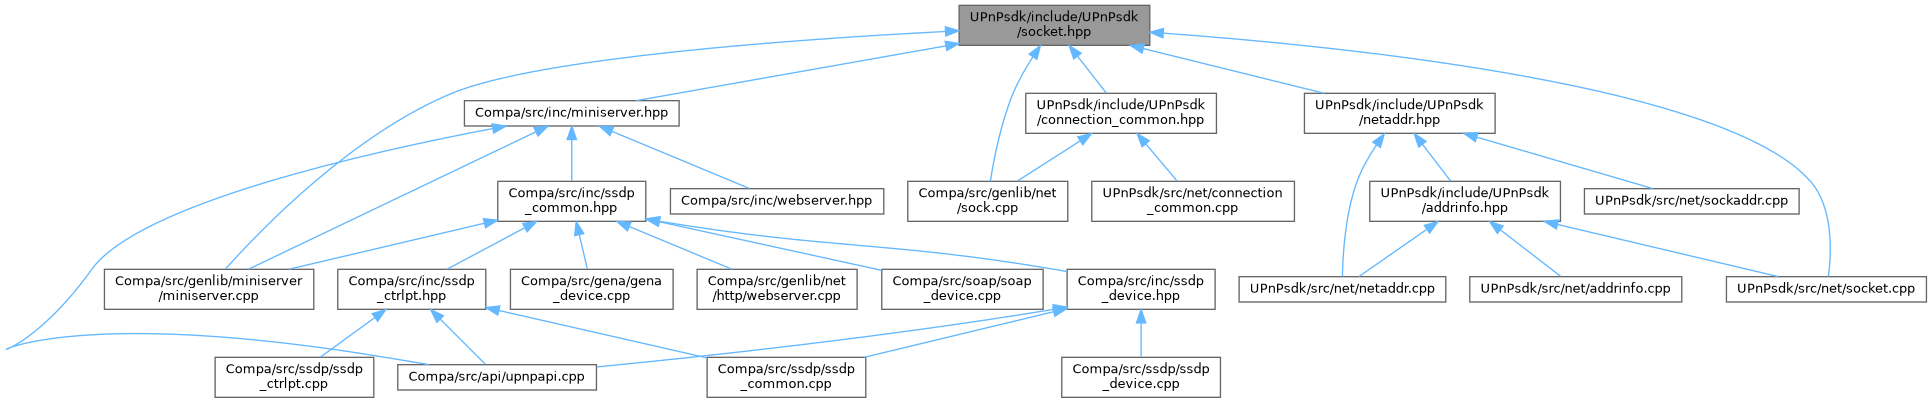 UPnPsdk/include/UPnPsdk
/socket.hpp
Compa/src/inc/miniserver.hpp
UPnPsdk/include/UPnPsdk
/connection_common.hpp
UPnPsdk/include/UPnPsdk
/netaddr.hpp
Compa/src/inc/ssdp
_common.hpp
Compa/src/inc/webserver.hpp
Compa/src/genlib/net
/sock.cpp
UPnPsdk/src/net/connection
_common.cpp
UPnPsdk/include/UPnPsdk
/addrinfo.hpp
UPnPsdk/src/net/sockaddr.cpp
Compa/src/genlib/miniserver
/miniserver.cpp
Compa/src/inc/ssdp
_ctrlpt.hpp
Compa/src/gena/gena
_device.cpp
Compa/src/genlib/net
/http/webserver.cpp
Compa/src/soap/soap
_device.cpp
Compa/src/inc/ssdp
_device.hpp
UPnPsdk/src/net/netaddr.cpp
UPnPsdk/src/net/addrinfo.cpp
UPnPsdk/src/net/socket.cpp
Compa/src/ssdp/ssdp
_ctrlpt.cpp
Compa/src/api/upnpapi.cpp
Compa/src/ssdp/ssdp
_common.cpp
Compa/src/ssdp/ssdp
_device.cpp